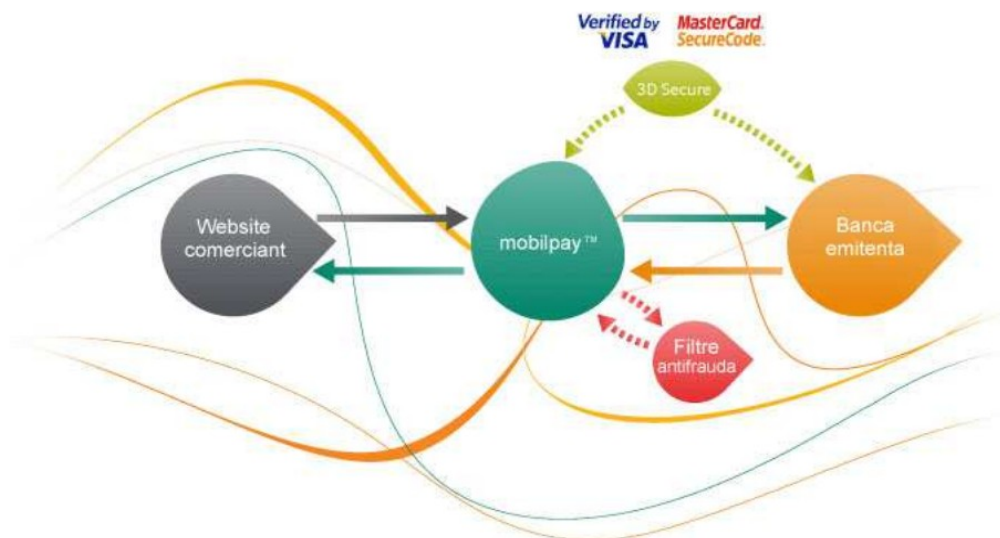 Verified by
VISA
MasterCard.
SecureCode.
3D Secure
Website
comerciant
mobilpay™
Banca
emitenta
Filtre
antifrauda